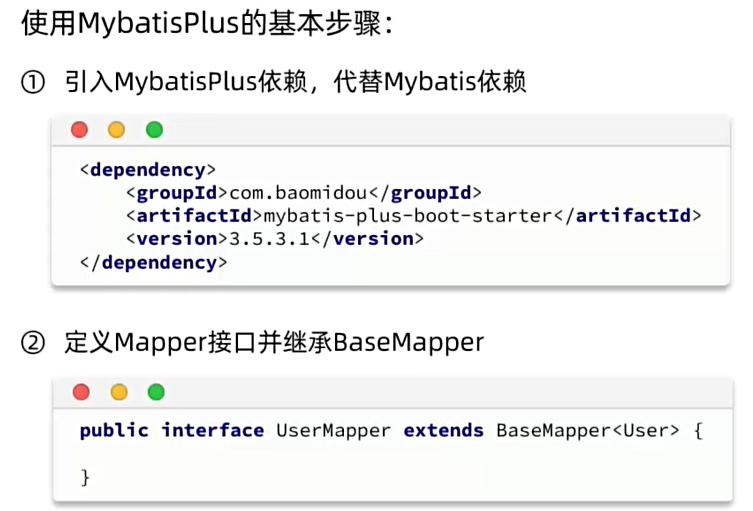 使用MybatisPlus的基本步骤：
① 引入MybatisPlus依赖，代替Mybatis依赖
<dependency>
    <groupId>com.baomidou</groupId>
    <artifactId>mybatis-plus-boot-starter</artifactId>
    <version>3.5.3.1</version>
</dependency>
② 定义Mapper接口并继承BaseMapper
public interface UserMapper extends BaseMapper<User> {
}